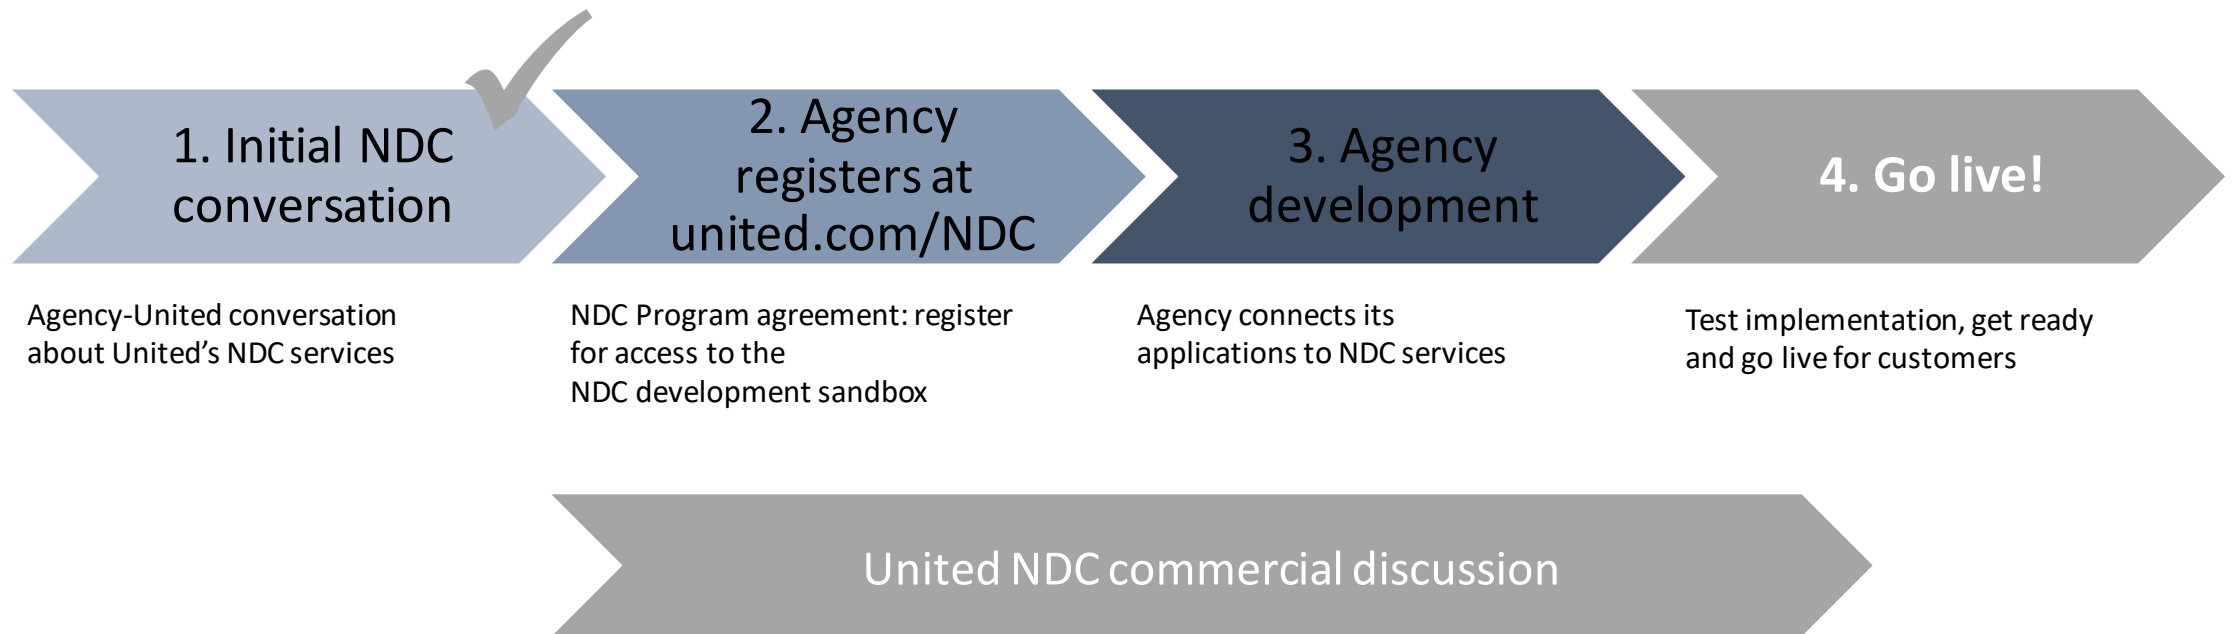 1. Initial NDC
conversation
2. Agency
registers at
united.com/NDC
3. Agency
development
4. Go live!
Agency-United conversation
about United’s NDC services
NDC Program agreement: register
for access to the
NDC development sandbox
Agency connects its
applications to NDC services
Test implementation, get ready
and go live for customers
United NDC commercial discussion